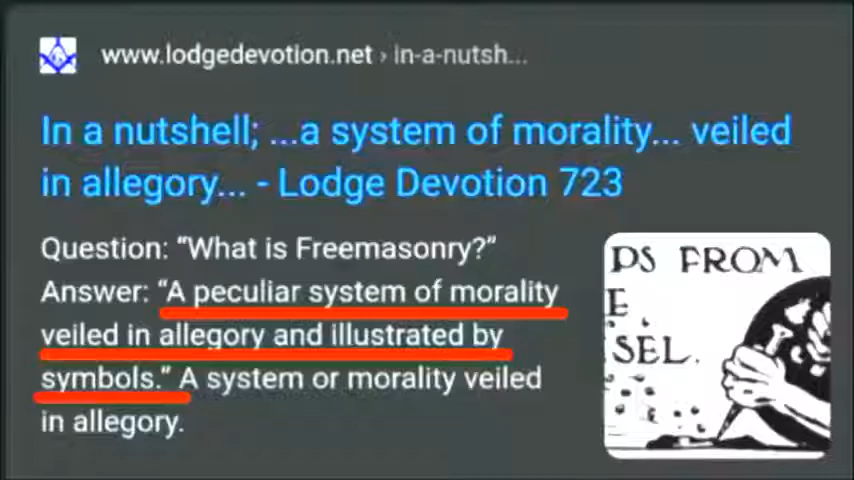 www.lodgedevotion.net › in-a-nutsh...
In a nutshell; ...a system of morality... veiled
in allegory... - Lodge Devotion 723
Question: “What is Freemasonry?”
Answer: “A peculiar system of morality
veiled in allegory and illustrated by
symbols.” A system or morality veiled
in allegory.
DS FROM
E
SEL.